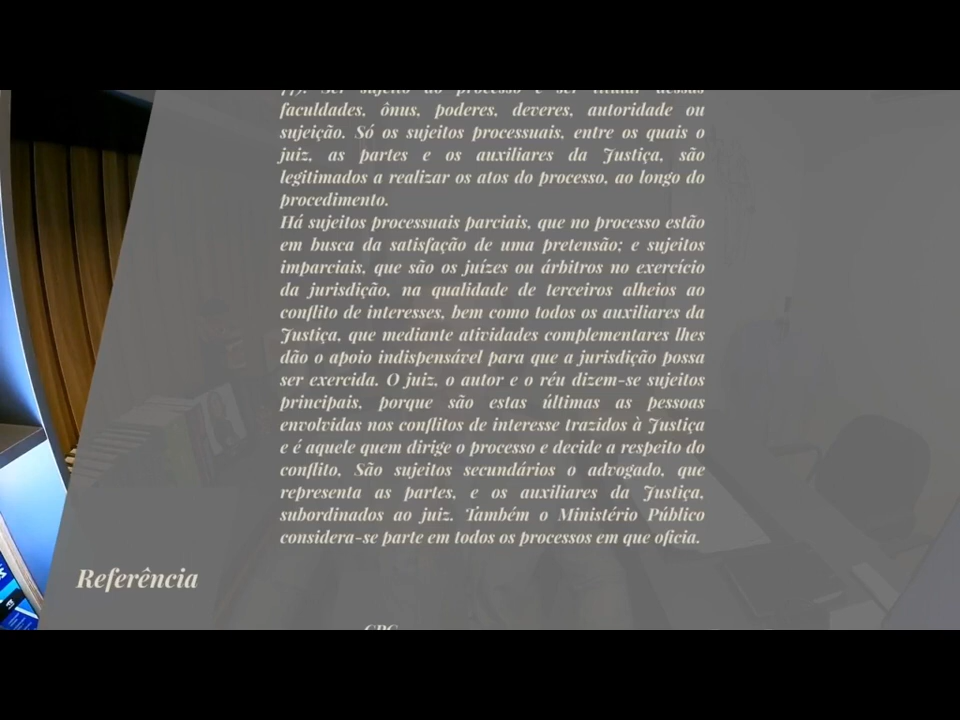 faculdades, ônus, poderes, deveres, autoridade ou
sujeição. Só os sujeitos processuais, entre os quais o
juiz, as partes e os auxiliares da Justiça, são
legitimados a realizar os atos do processo, ao longo do
procedimento.
Há sujeitos processuais parciais, que no processo estão
em busca da satisfação de uma pretensão; e sujeitos
imparciais, que são os juízes ou árbitros no exercício
da jurisdição, na qualidade de terceiros alheios ao
conflito de interesses, bem como todos os auxiliares da
Justiça, que mediante atividades complementares lhes
dão o apoio indispensável para que a jurisdição possa
ser exercida. O juiz, o autor e o réu dizem-se sujeitos
principais, porque são estas últimas as pessoas
envolvidas nos conflitos de interesse trazidos à Justiça
e é aquele quem dirige o processo e decide a respeito do
conflito, São sujeitos secundários o advogado, que
representa as partes, e os auxiliares da Justiça,
subordinados ao juiz. Também o Ministério Público
considera-se parte em todos os processos em que oficia.
Referência